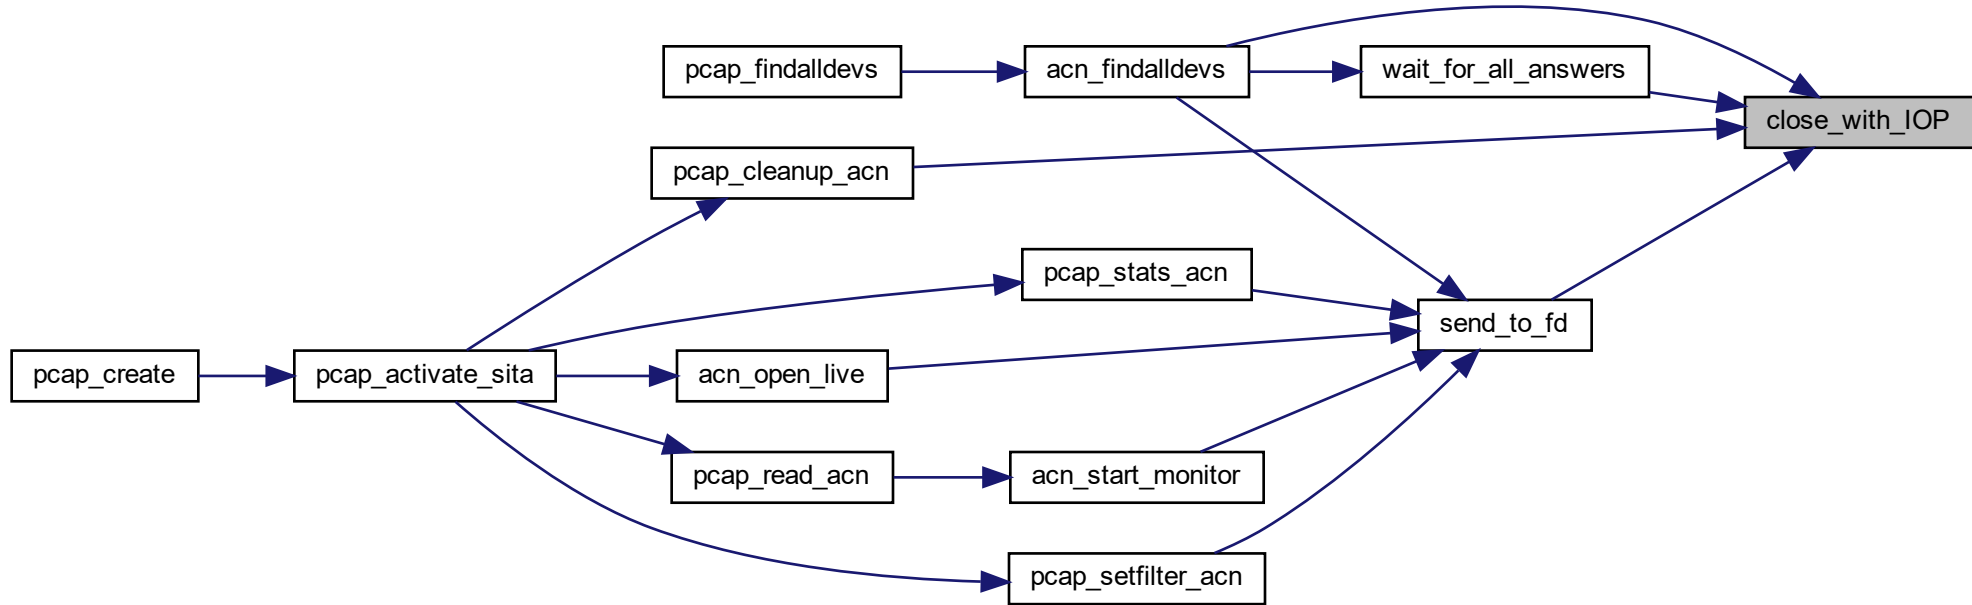 pcap_findalldevs
acn_findalldevs
wait_for_all_answers
close_with_IOP
pcap_cleanup_acn
pcap_stats_acn
send_to_fd
pcap_create
pcap_activate_sita
acn_open_live
pcap_read_acn
acn_start_monitor
pcap_setfilter_acn